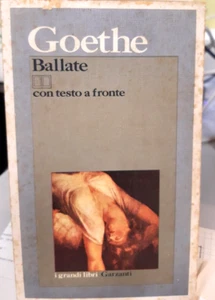 Goethe
Ballate
con testo a fronte
i grandi libri Garzanti